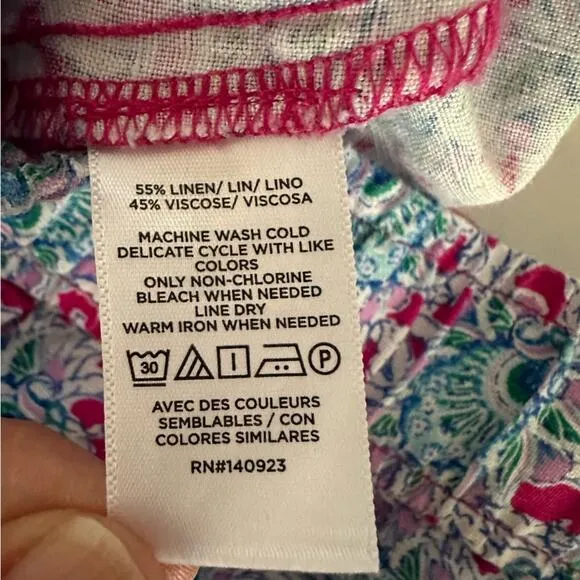 55% LINEN/ LIN/ LINO
45% VISCOSE/ VISCOSA
MACHINE WASH COLD
DELICATE CYCLE WITH LIKE
COLORS
ONLY NON-CHLORINE
BLEACH WHEN NEEDED
LINE DRY
WARM IRON WHEN NEEDED
30 P
AVEC DES COULEURS
SEMBLABLES / CON
COLORES SIMILARES
RN#140923